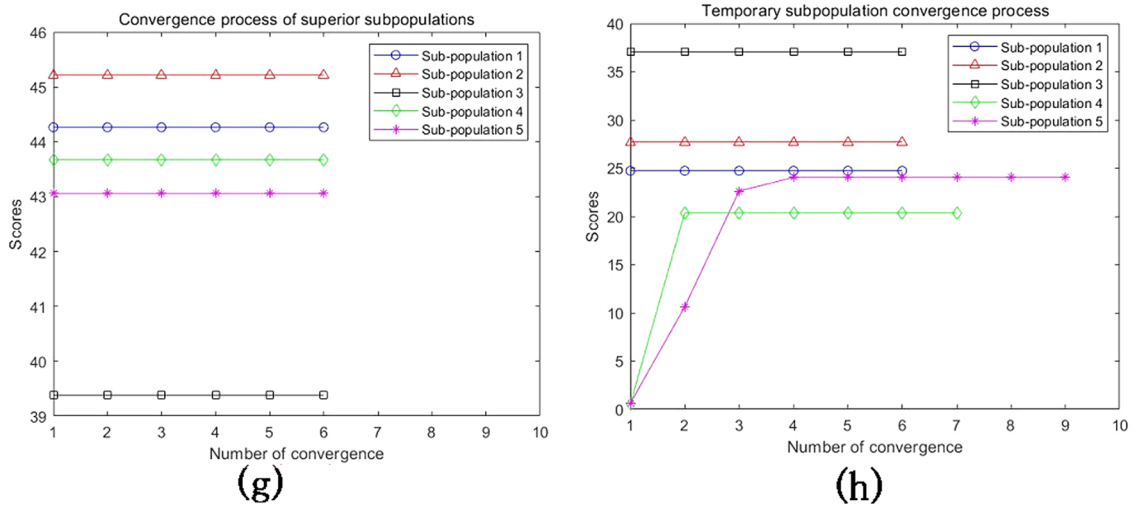 Convergence process of superior subpopulations
46
45
44
43
42
41
40
39
Scores
Sub-population 1
Sub-population 2
Sub-population 3
Sub-population 4
Sub-population 5
1 2 3 4 5 6 7 8 9 10
Number of convergence
(g)
Temporary subpopulation convergence process
40
35
30
25
20
15
10
5
0
Scores
Sub-population 1
Sub-population 2
Sub-population 3
Sub-population 4
Sub-population 5
1 2 3 4 5 6 7 8 9 10
Number of convergence
(h)